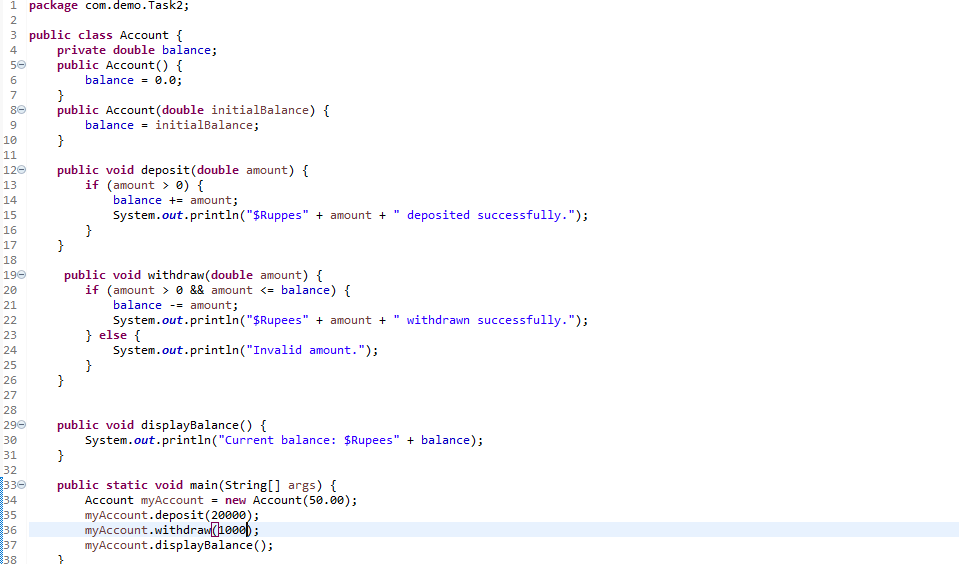 1 package com.demo.Task2;
2
3 public class Account {
4     private double balance;
5     public Account() {
6         balance = 0.0;
7     }
8     public Account(double initialBalance) {
9         balance = initialBalance;
10     }
11
12     public void deposit(double amount) {
13         if (amount > 0) {
14             balance += amount;
15             System.out.println("$Ruppes" + amount + " deposited successfully.");
16         }
17     }
18
19      public void withdraw(double amount) {
20         if (amount > 0 && amount <= balance) {
21             balance -= amount;
22             System.out.println("$Rupees" + amount + " withdrawn successfully.");
23         } else {
24             System.out.println("Invalid amount.");
25         }
26     }
27
28
29     public void displayBalance() {
30         System.out.println("Current balance: $Rupees" + balance);
31     }
32
33     public static void main(String[] args) {
34         Account myAccount = new Account(50.00);
35         myAccount.deposit(20000);
36         myAccount.withdraw(1000);
37         myAccount.displayBalance();
38     }